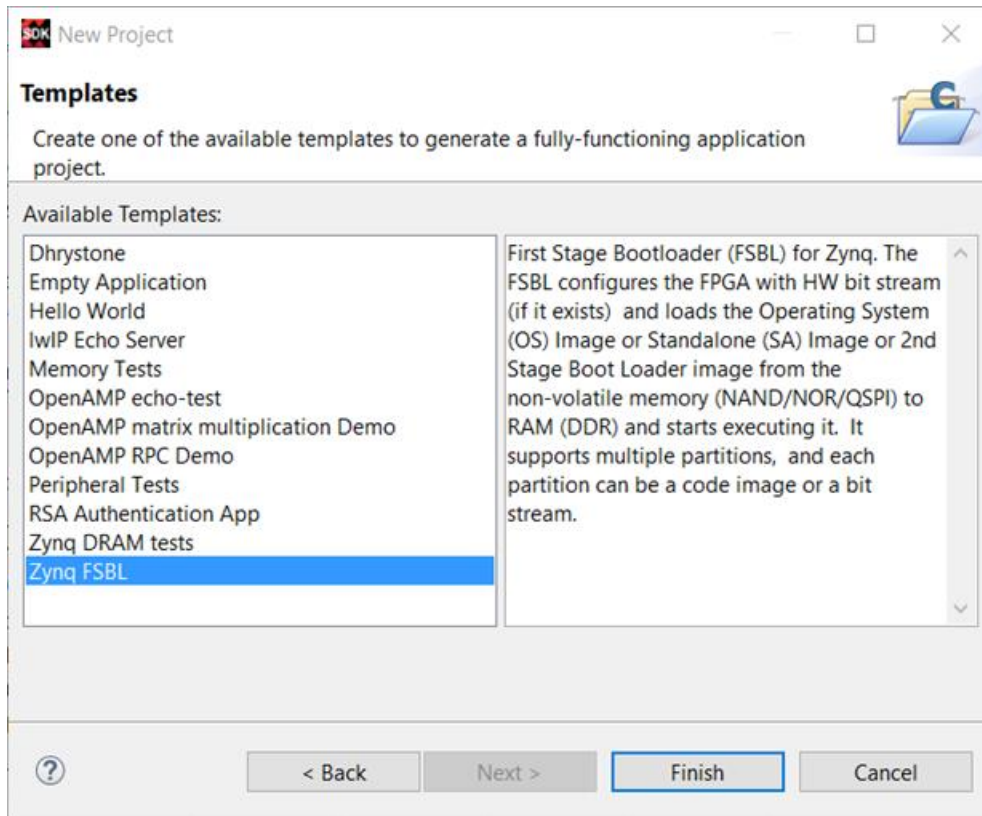 SDK New Project
Templates
Create one of the available templates to generate a fully-functioning application
project.
C
Available Templates:
Dhrystone
Empty Application
Hello World
lwIP Echo Server
Memory Tests
OpenAMP echo-test
OpenAMP matrix multiplication Demo
OpenAMP RPC Demo
Peripheral Tests
RSA Authentication App
Zynq DRAM tests
Zynq FSBL
First Stage Bootloader (FSBL) for Zynq. The
FSBL configures the FPGA with HW bit stream
(if it exists)  and loads the Operating System
(OS) Image or Standalone (SA) Image or 2nd
Stage Boot Loader image from the
non-volatile memory (NAND/NOR/QSPI) to
RAM (DDR) and starts executing it.  It
supports multiple partitions,  and each
partition can be a code image or a bit
stream.
?
< Back
Next >
Finish
Cancel